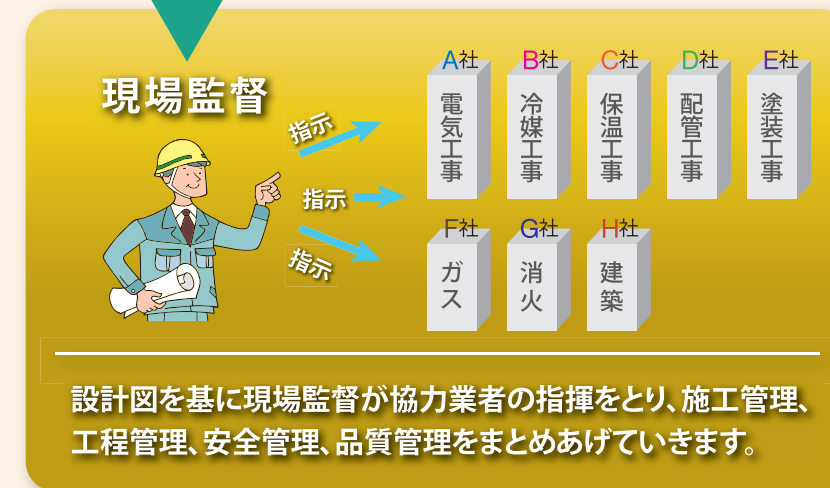 現場監督
指示
指示
指示
A社
電気工事
B社
冷媒工事
C社
保温工事
D社
配管工事
E社
塗装工事
F社
ガス
G社
消火
H社
建築
設計図を基に現場監督が協力業者の指揮をとり、施工管理、
工程管理、安全管理、品質管理をまとめあげていきます。